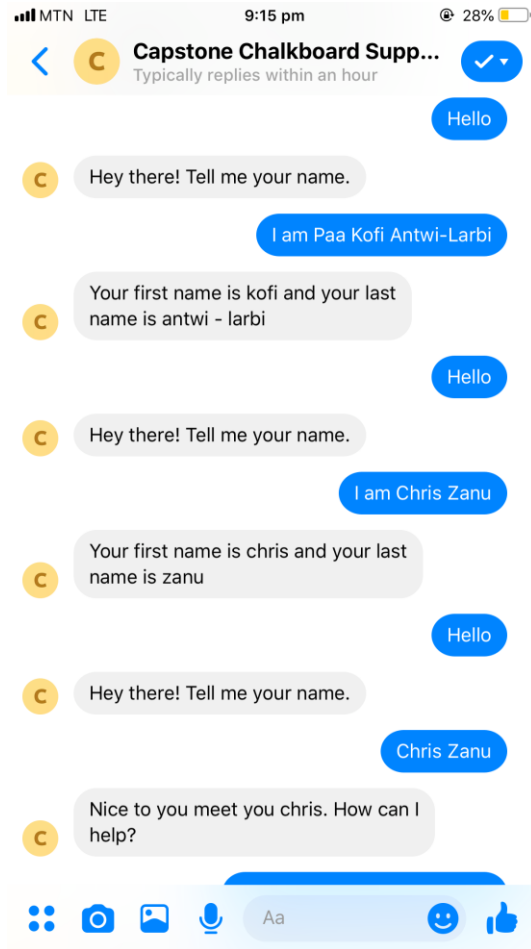 MTN LTE 9:15 pm 28%
C Capstone Chalkboard Supp...
Typically replies within an hour
Hello
C Hey there! Tell me your name.
I am Paa Kofi Antwi-Larbi
Your first name is kofi and your last
C name is antwi - larbi
Hello
C Hey there! Tell me your name.
I am Chris Zanu
Your first name is chris and your last
C name is zanu
Hello
C Hey there! Tell me your name.
Chris Zanu
Nice to you meet you chris. How can I
C help?
Aa